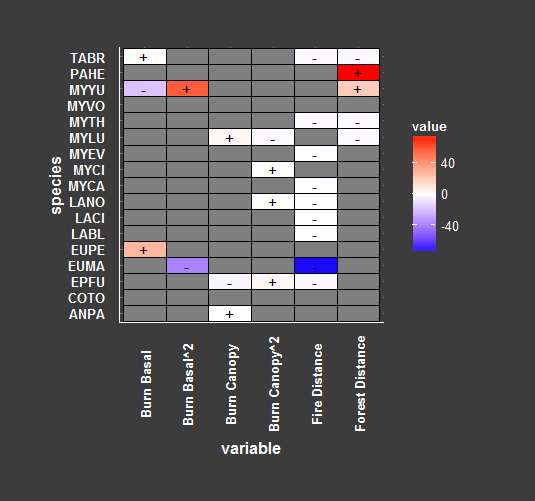 TABR + - -
PAHE +
MYYU - + +
MYVO
MYTH - -
MYLU + - -
MYEV -
MYCI +
MYCA -
LANO + -
LACI -
LABL -
EUPE +
EUMA - -
EPFU - + -
COTO
ANPA +
species
Burn Basal
Burn Basal^2
Burn Canopy
Burn Canopy^2
Fire Distance
Forest Distance
variable
value
40
0
-40